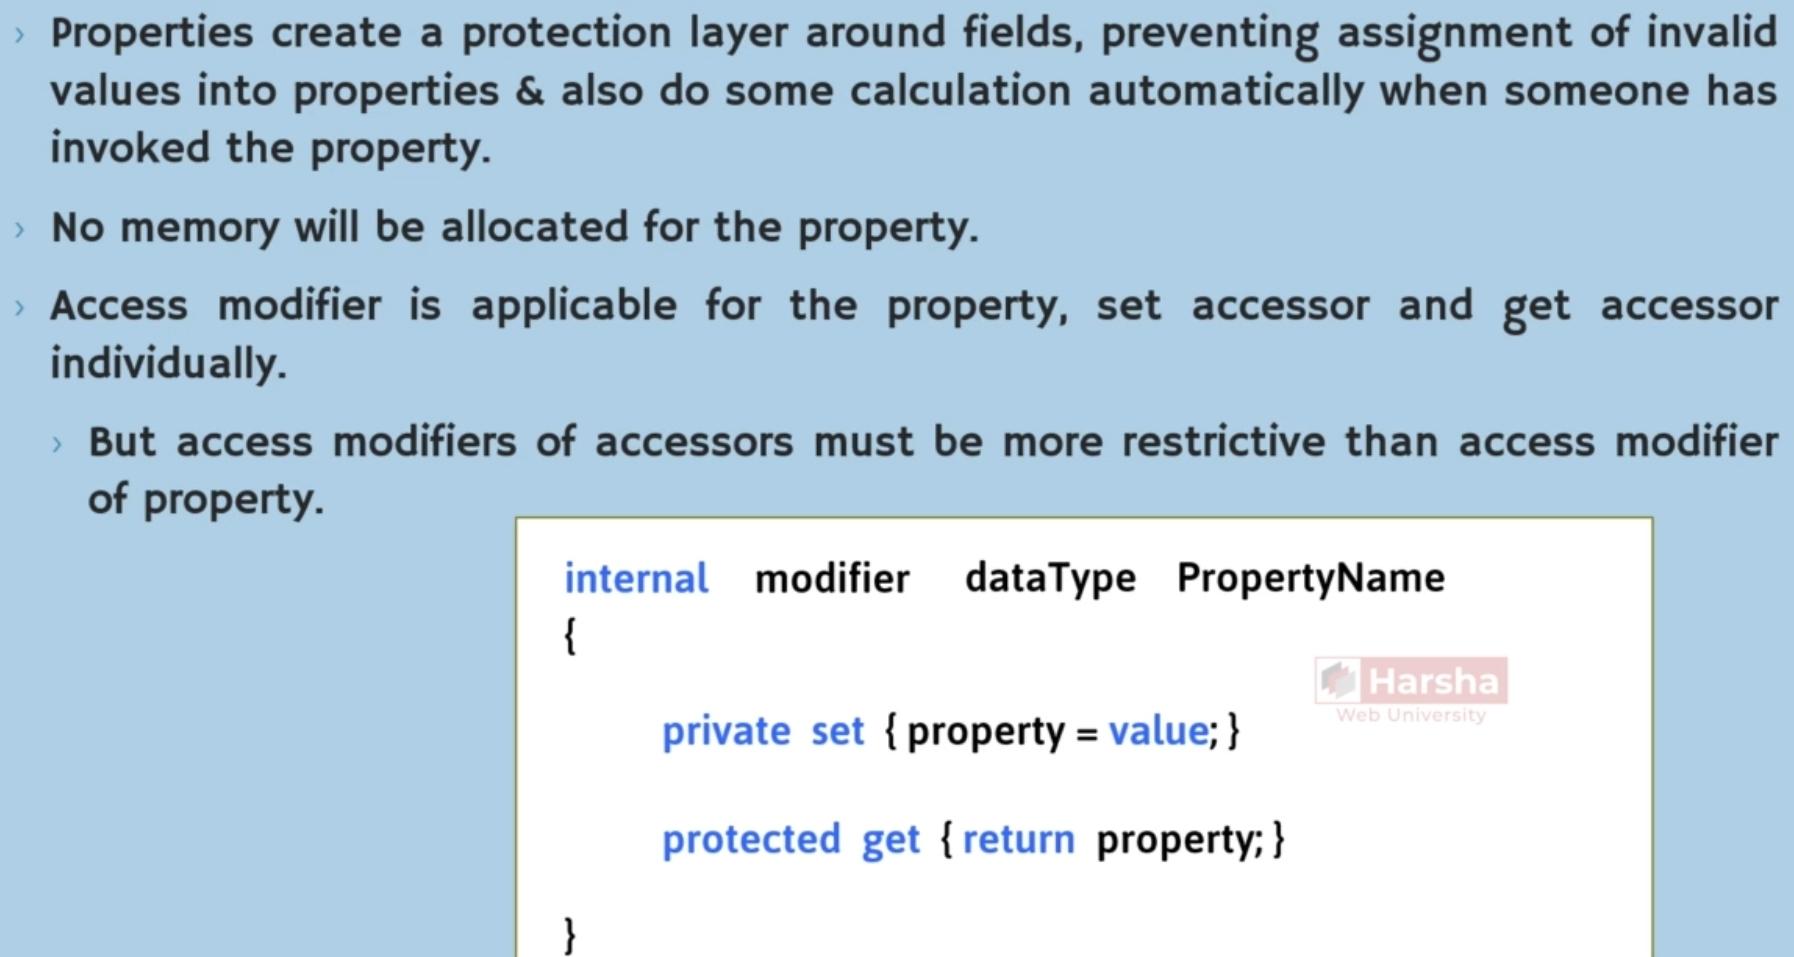 Properties create a protection layer around fields, preventing assignment of invalid
values into properties & also do some calculation automatically when someone has
invoked the property.
No memory will be allocated for the property.
Access modifier is applicable for the property, set accessor and get accessor
individually.
But access modifiers of accessors must be more restrictive than access modifier
of property.
internal modifier dataType PropertyName
{
Harsha
Web University
private set { property = value; }
protected get { return property; }
}